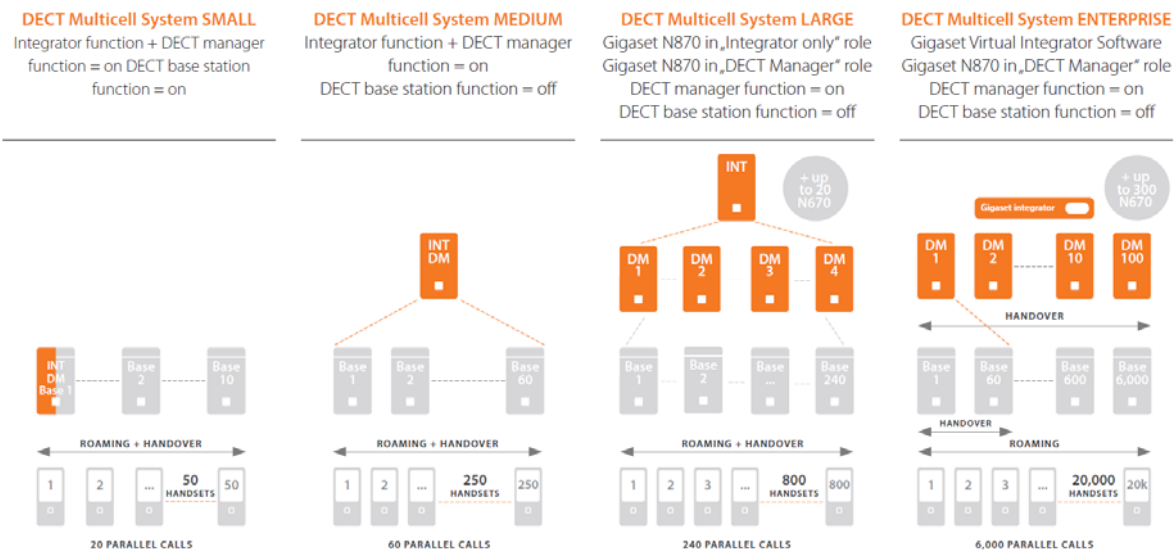 DECT Multicell System SMALL
Integrator function + DECT manager
function = on DECT base station
function = on
INT
DM
Base 1
Base
2
Base
10
ROAMING + HANDOVER
1
2
...
50
HANDSETS
50
20 PARALLEL CALLS
DECT Multicell System MEDIUM
Integrator function + DECT manager
function = on
DECT base station function = off
INT
DM
Base
1
Base
2
Base
60
ROAMING + HANDOVER
1
2
...
250
HANDSETS
250
60 PARALLEL CALLS
DECT Multicell System LARGE
Gigaset N870 in „Integrator only“ role
Gigaset N870 in „DECT Manager“ role
DECT manager function = on
DECT base station function = off
INT
+ up
to 20
N670
DM
1
DM
2
DM
3
DM
4
Base
1
Base
2
Base
...
Base
240
ROAMING + HANDOVER
1
2
3
...
800
HANDSETS
800
240 PARALLEL CALLS
DECT Multicell System ENTERPRISE
Gigaset Virtual Integrator Software
Gigaset N870 in „DECT Manager“ role
DECT manager function = on
DECT base station function = off
+ up
to 300
N670
Gigaset integrator
DM
1
DM
2
DM
10
DM
100
HANDOVER
Base
1
Base
60
Base
600
Base
6,000
HANDOVER
ROAMING
1
2
3
...
20,000
HANDSETS
20k
6,000 PARALLEL CALLS